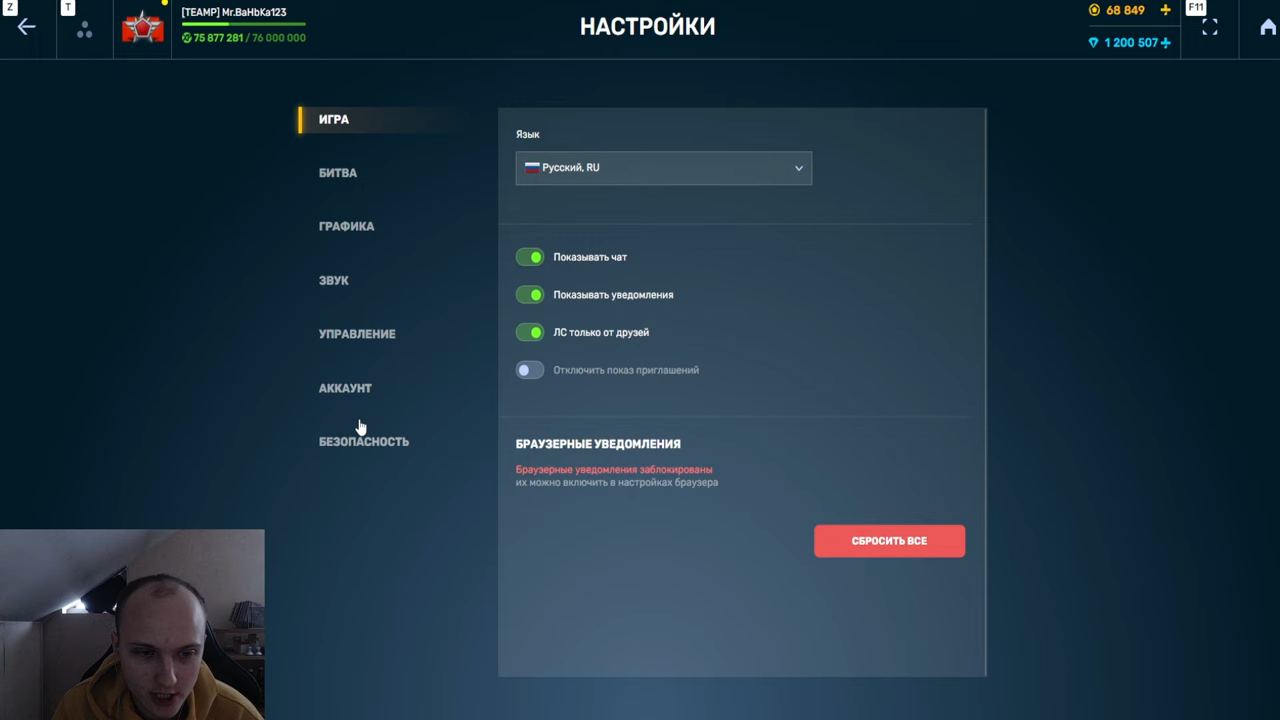 Z
T
[TEAMP] Mr.BaHbKa123
75 877 281 / 76 000 000
НАСТРОЙКИ
68 849
1 200 507
F11
ИГРА
БИТВА
ГРАФИКА
ЗВУК
УПРАВЛЕНИЕ
АККАУНТ
БЕЗОПАСНОСТЬ
Язык
Русский, RU
Показывать чат
Показывать уведомления
ЛС только от друзей
Отключить показ приглашений
БРАУЗЕРНЫЕ УВЕДОМЛЕНИЯ
Браузерные уведомления заблокированы
их можно включить в настройках браузера
СБРОСИТЬ ВСЕ